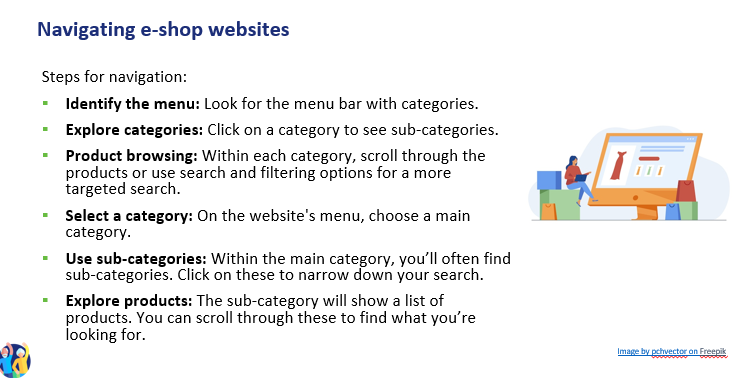 Navigating e-shop websites
Steps for navigation:
▪ Identify the menu: Look for the menu bar with categories.
▪ Explore categories: Click on a category to see sub-categories.
▪ Product browsing: Within each category, scroll through the
products or use search and filtering options for a more
targeted search.
▪ Select a category: On the website's menu, choose a main
category.
▪ Use sub-categories: Within the main category, you’ll often find
sub-categories. Click on these to narrow down your search.
▪ Explore products: The sub-category will show a list of
products. You can scroll through these to find what you’re
looking for.
Image by pchvector on Freepik